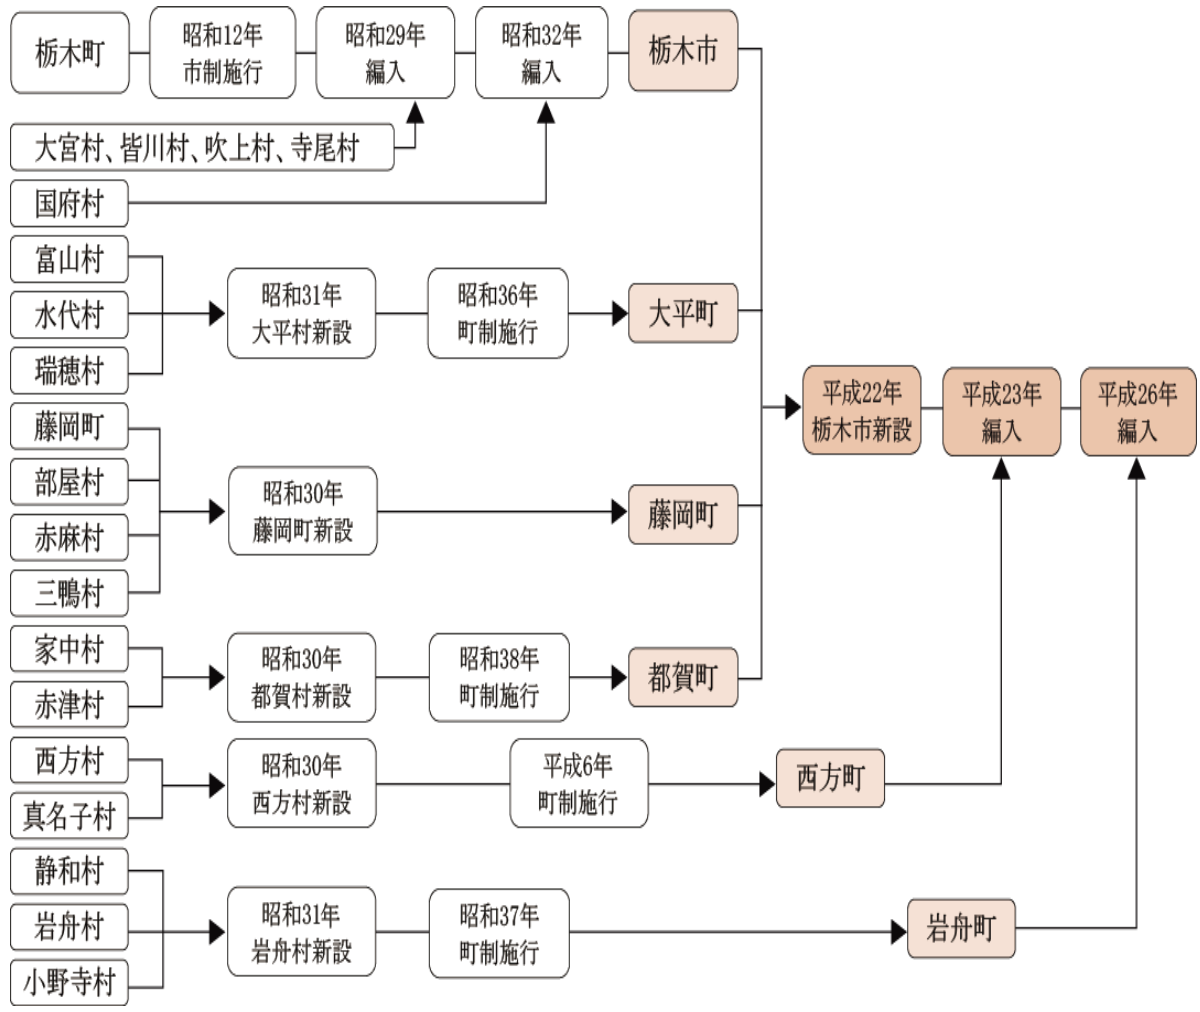 栃木町
昭和12年
市制施行
昭和29年
編入
昭和32年
編入
栃木市
大宮村、皆川村、吹上村、寺尾村
国府村
富山村
水代村
瑞穂村
昭和31年
大平村新設
昭和36年
町制施行
大平町
藤岡町
部屋村
赤麻村
三鴨村
昭和30年
藤岡町新設
藤岡町
家中村
赤津村
昭和30年
都賀村新設
昭和38年
町制施行
都賀町
平成22年
栃木市新設
平成23年
編入
平成26年
編入
西方村
真名子村
昭和30年
西方村新設
平成6年
町制施行
西方町
静和村
岩舟村
小野寺村
昭和31年
岩舟村新設
昭和37年
町制施行
岩舟町